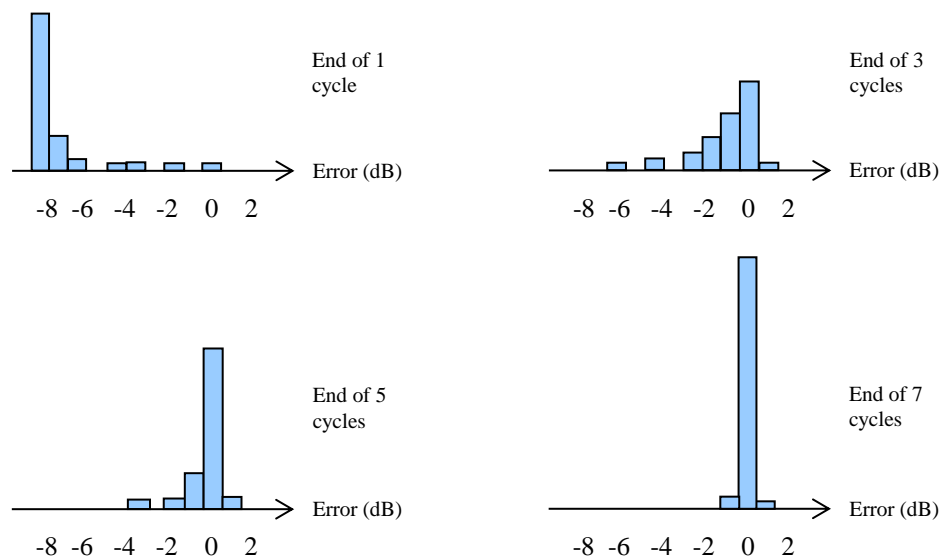 End of 1
cycle
Error (dB)
-8 -6 -4 -2 0 2
End of 3
cycles
Error (dB)
-8 -6 -4 -2 0 2
End of 5
cycles
Error (dB)
-8 -6 -4 -2 0 2
End of 7
cycles
Error (dB)
-8 -6 -4 -2 0 2